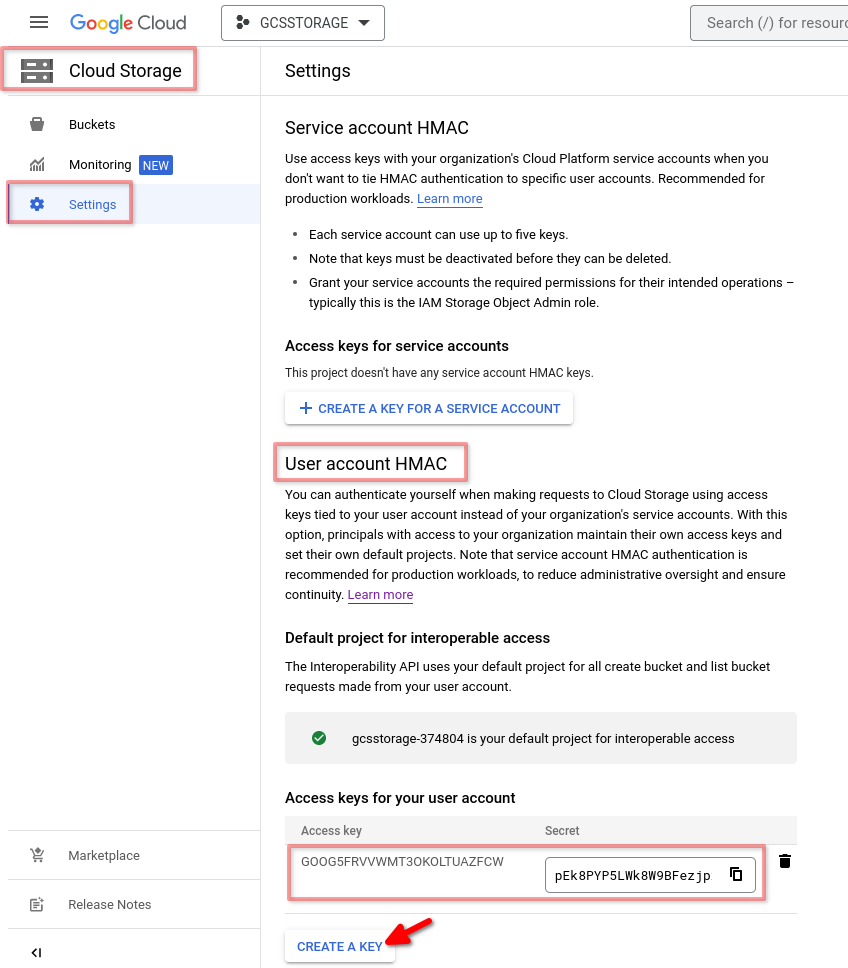 Google Cloud
GCSSTORAGE
Search (/) for resourc
Cloud Storage
Settings
Buckets
Monitoring NEW
Settings
Service account HMAC
Use access keys with your organization's Cloud Platform service accounts when you
don't want to tie HMAC authentication to specific user accounts. Recommended for
production workloads. Learn more
• Each service account can use up to five keys.
• Note that keys must be deactivated before they can be deleted.
• Grant your service accounts the required permissions for their intended operations –
typically this is the IAM Storage Object Admin role.
Access keys for service accounts
This project doesn't have any service account HMAC keys.
+ CREATE A KEY FOR A SERVICE ACCOUNT
User account HMAC
You can authenticate yourself when making requests to Cloud Storage using access
keys tied to your user account instead of your organization's service accounts. With this
option, principals with access to your organization maintain their own access keys and
set their own default projects. Note that service account HMAC authentication is
recommended for production workloads, to reduce administrative oversight and ensure
continuity. Learn more
Default project for interoperable access
The Interoperability API uses your default project for all create bucket and list bucket
requests made from your user account.
gcsstorage-374804 is your default project for interoperable access
Access keys for your user account
Access key Secret
GOOG5FRVVWMT3OKOLTUAZFCW pEk8PYP5LWk8W9BFezjp
CREATE A KEY
Marketplace
Release Notes